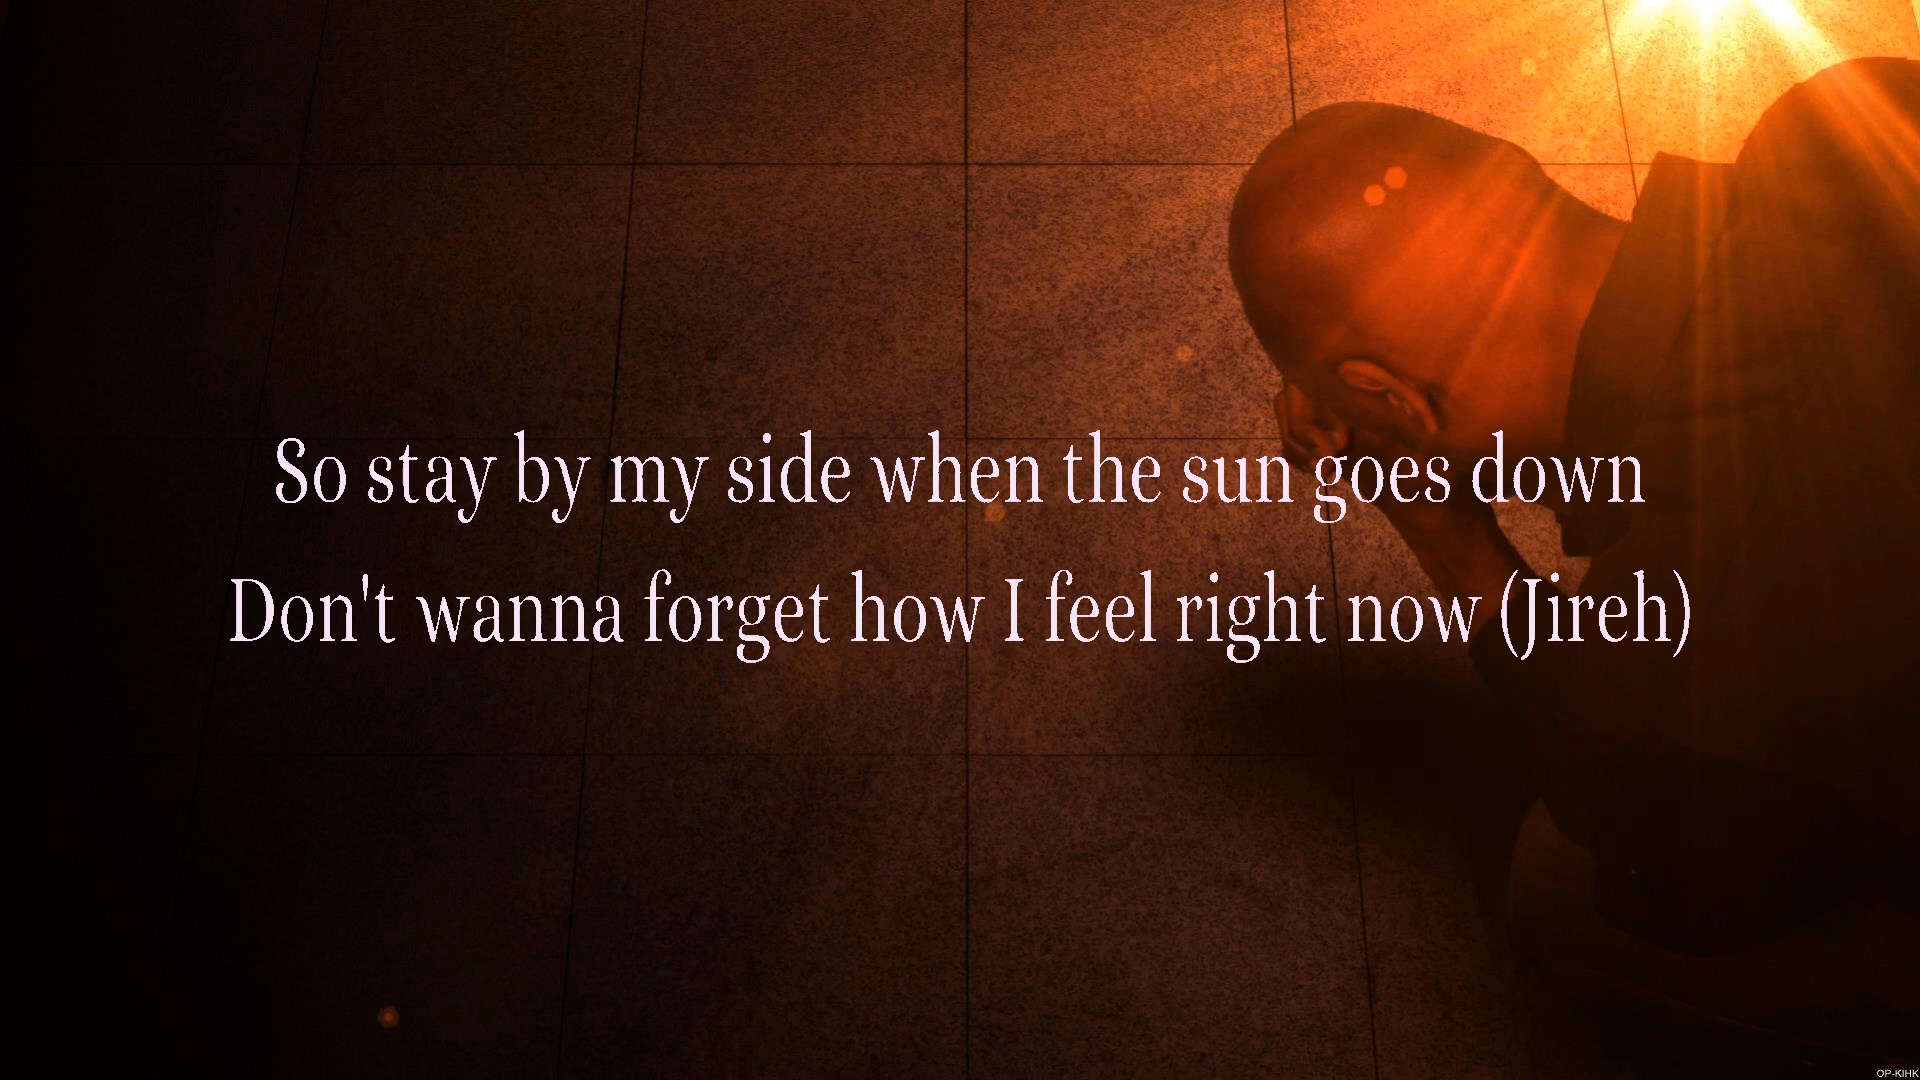 So stay by my side when the sun goes down
Don't wanna forget how I feel right now (Jireh)
OP-KIHK